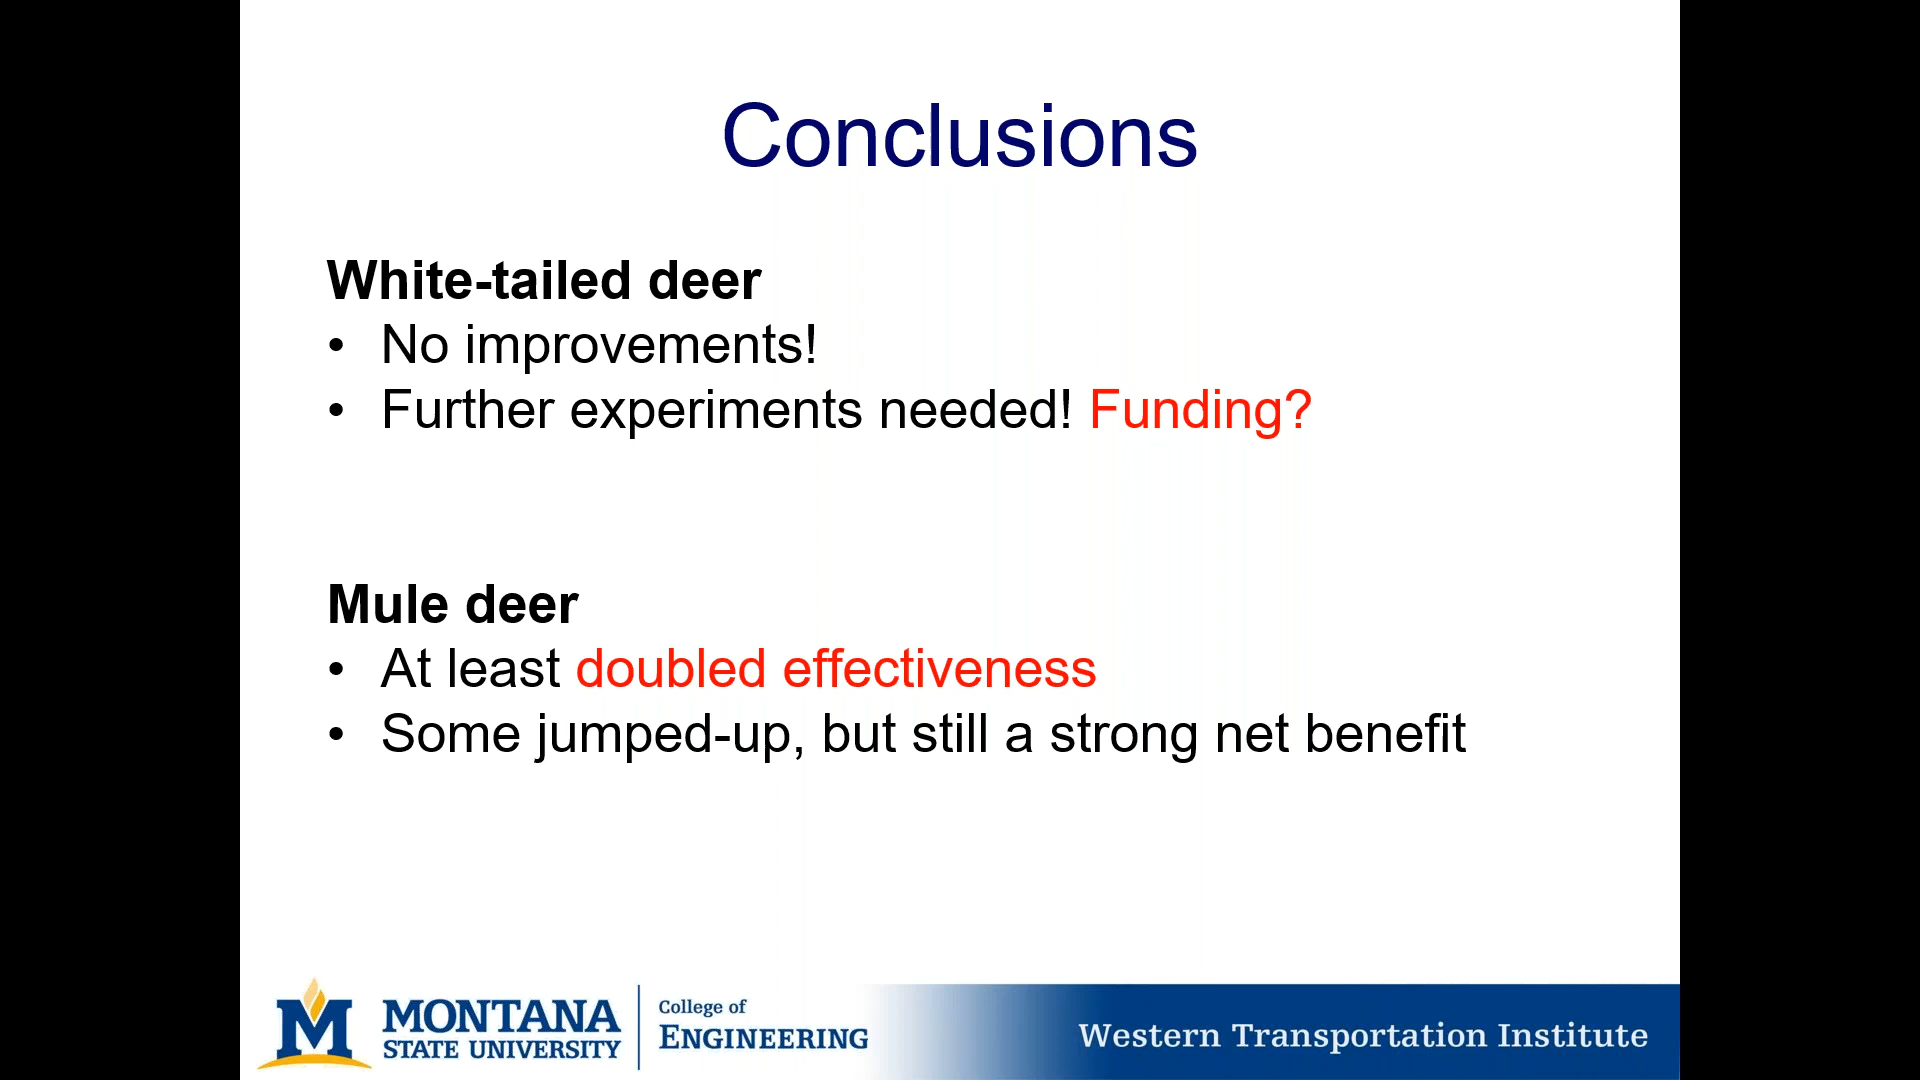 Conclusions
White-tailed deer
• No improvements!
• Further experiments needed! Funding?
Mule deer
• At least doubled effectiveness
• Some jumped-up, but still a strong net benefit
M MONTANA STATE UNIVERSITY
College of ENGINEERING
Western Transportation Institute